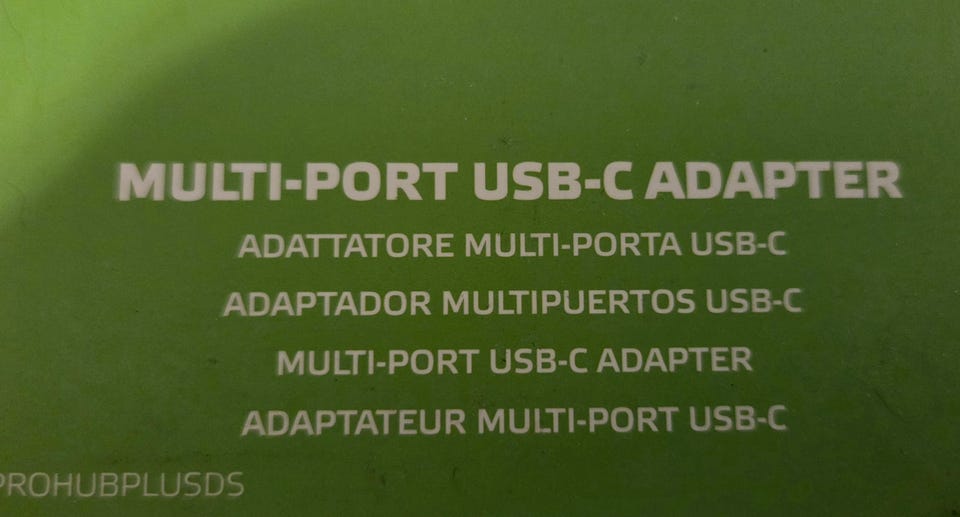 MULTI-PORT USB-C ADAPTER
ADATTATORE MULTI-PORTA USB-C
ADAPTADOR MULTIPUERTOS USB-C
MULTI-PORT USB-C ADAPTER
ADAPTATEUR MULTI-PORT USB-C
PROHUBPLUSDS